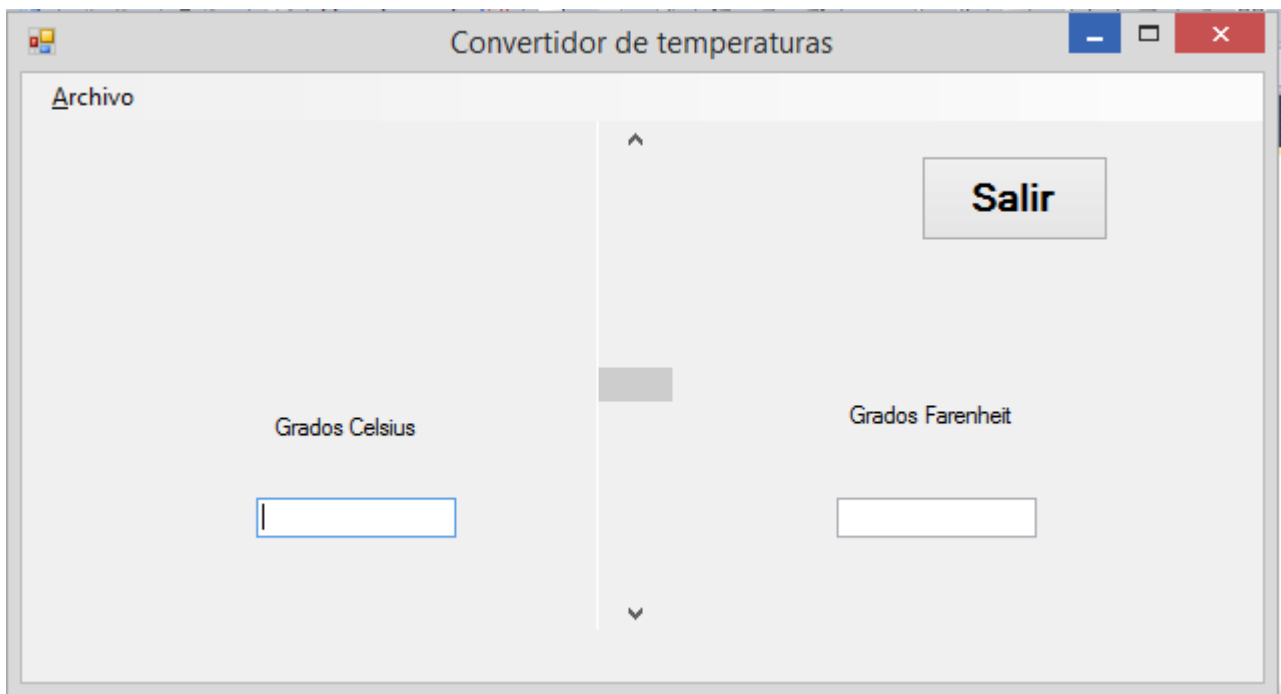 Convertidor de temperaturas
Archivo
Salir
Grados Celsius
Grados Farenheit